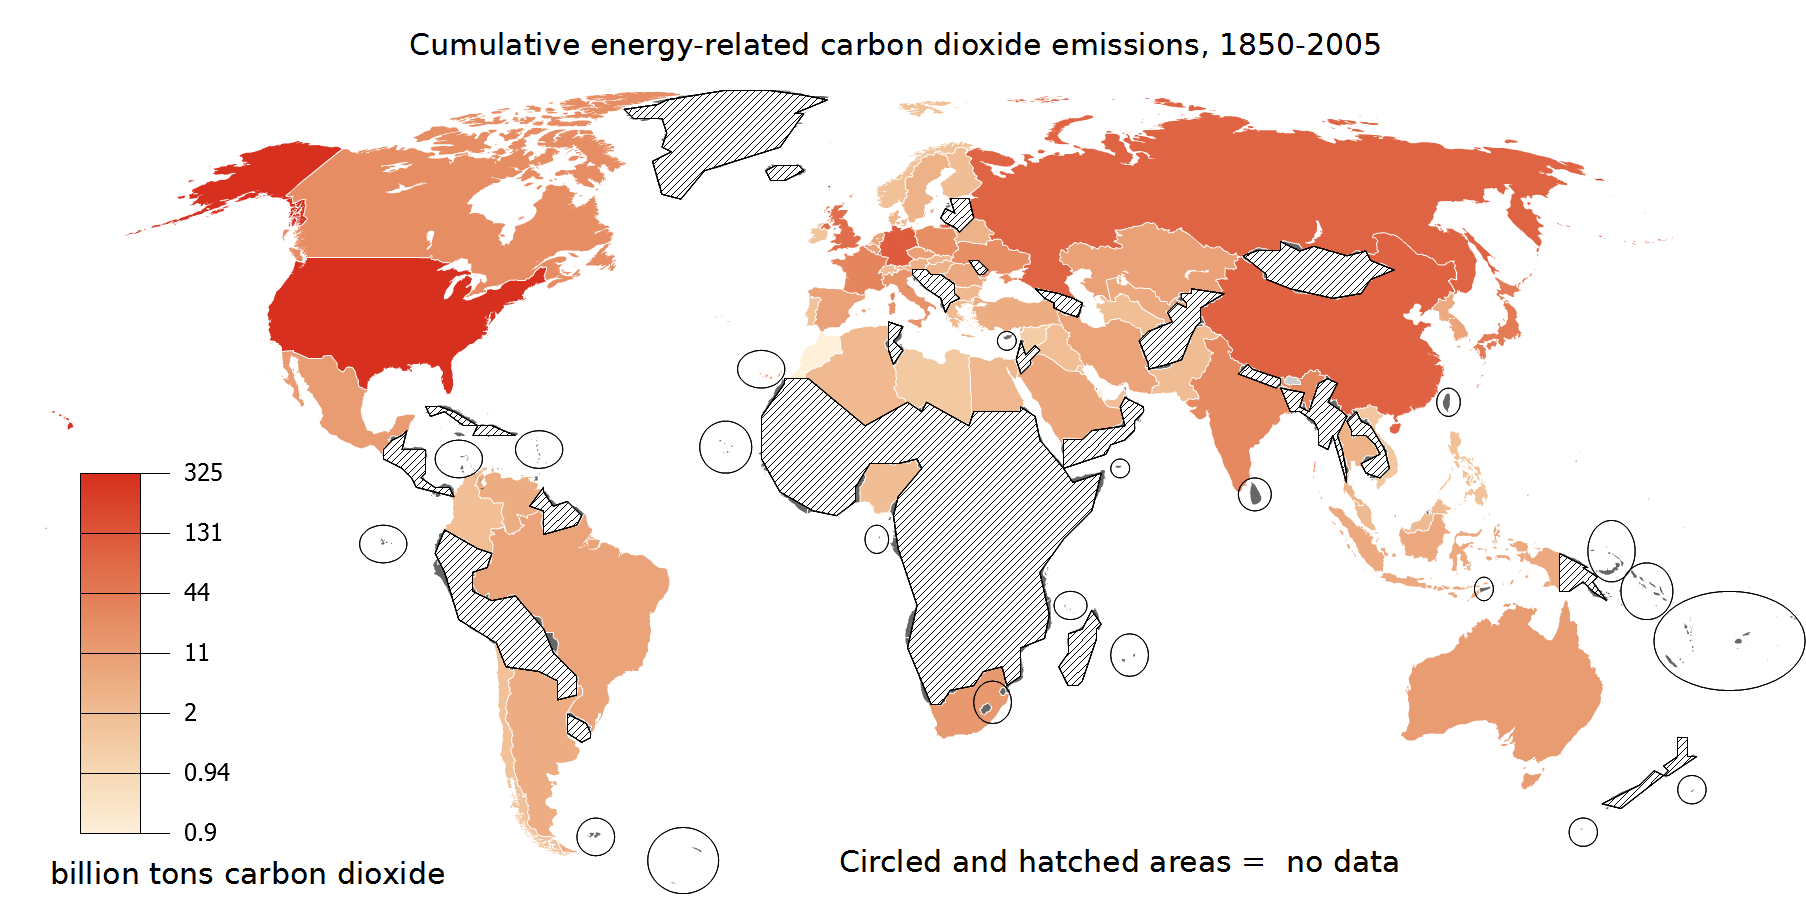 Cumulative energy-related carbon dioxide emissions, 1850-2005
325
131
44
11
2
0.94
0.9
billion tons carbon dioxide
Circled and hatched areas = no data